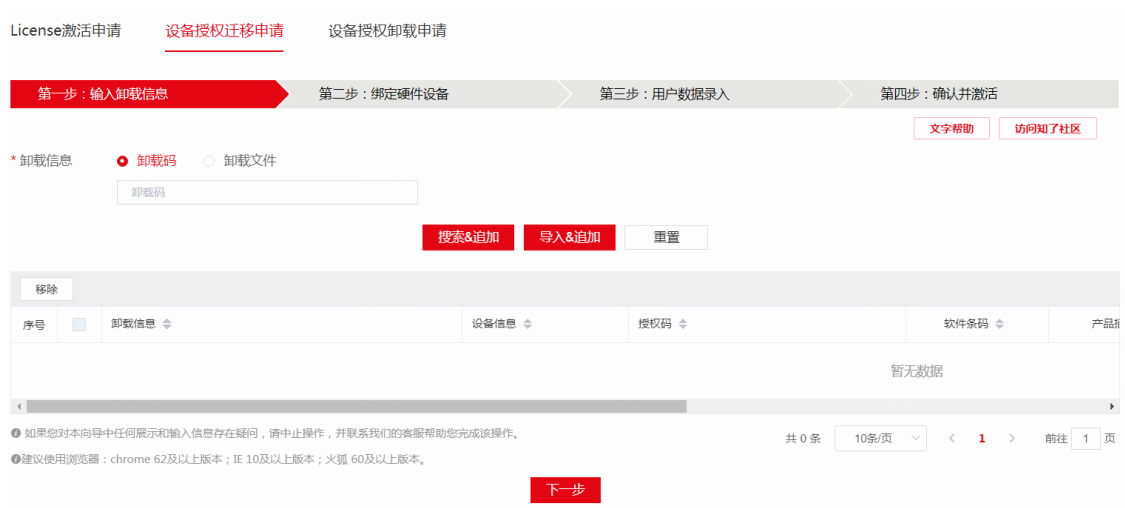 License激活申请 设备授权迁移申请 设备授权卸载申请
第一步：输入卸载信息 第二步：绑定硬件设备 第三步：用户数据录入 第四步：确认并激活
文字帮助 访问知了社区
* 卸载信息 卸载码 卸载文件
卸载码
搜索&追加 导入&追加 重置
移除
序号 卸载信息 设备信息 授权码 软件条码 产品
暂无数据
如果您对本向导中任何展示和输入信息存在疑问，请中止操作，并联系我们的客服帮助您完成该操作。
共 0 条 10条/页 1 前往 1 页
建议使用浏览器：chrome 62及以上版本；IE 10及以上版本；火狐 60及以上版本。
下一步